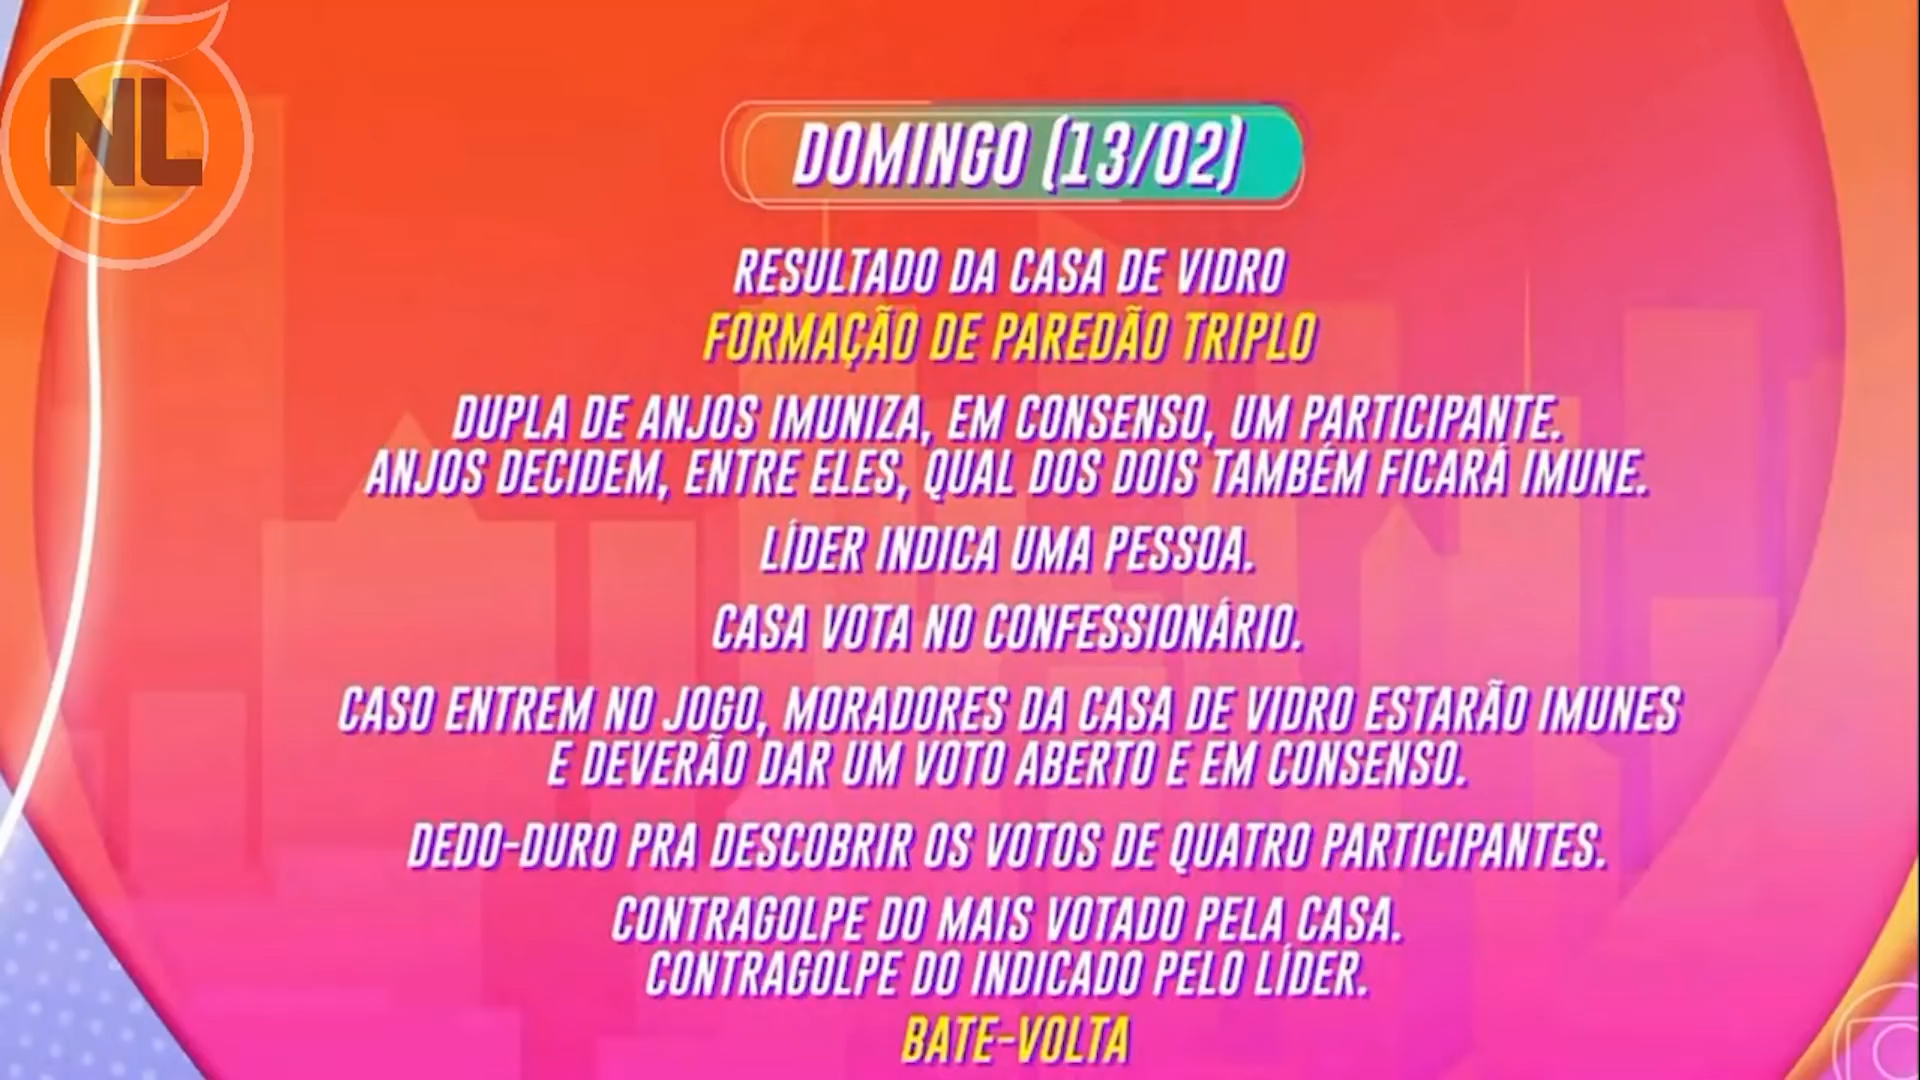 NL
DOMINGO (13/02)
RESULTADO DA CASA DE VIDRO
FORMAÇÃO DE PAREDÃO TRIPLO
DUPLA DE ANJOS IMUNIZA, EM CONSENSO, UM PARTICIPANTE.
ANJOS DECIDEM, ENTRE ELES, QUAL DOS DOIS TAMBÉM FICARÁ IMUNE.
LÍDER INDICA UMA PESSOA.
CASA VOTA NO CONFESSIONÁRIO.
CASO ENTREM NO JOGO, MORADORES DA CASA DE VIDRO ESTARÃO IMUNES
E DEVERÃO DAR UM VOTO ABERTO E EM CONSENSO.
DEDO-DURO PRA DESCOBRIR OS VOTOS DE QUATRO PARTICIPANTES.
CONTRAGOLPE DO MAIS VOTADO PELA CASA.
CONTRAGOLPE DO INDICADO PELO LÍDER.
BATE-VOLTA